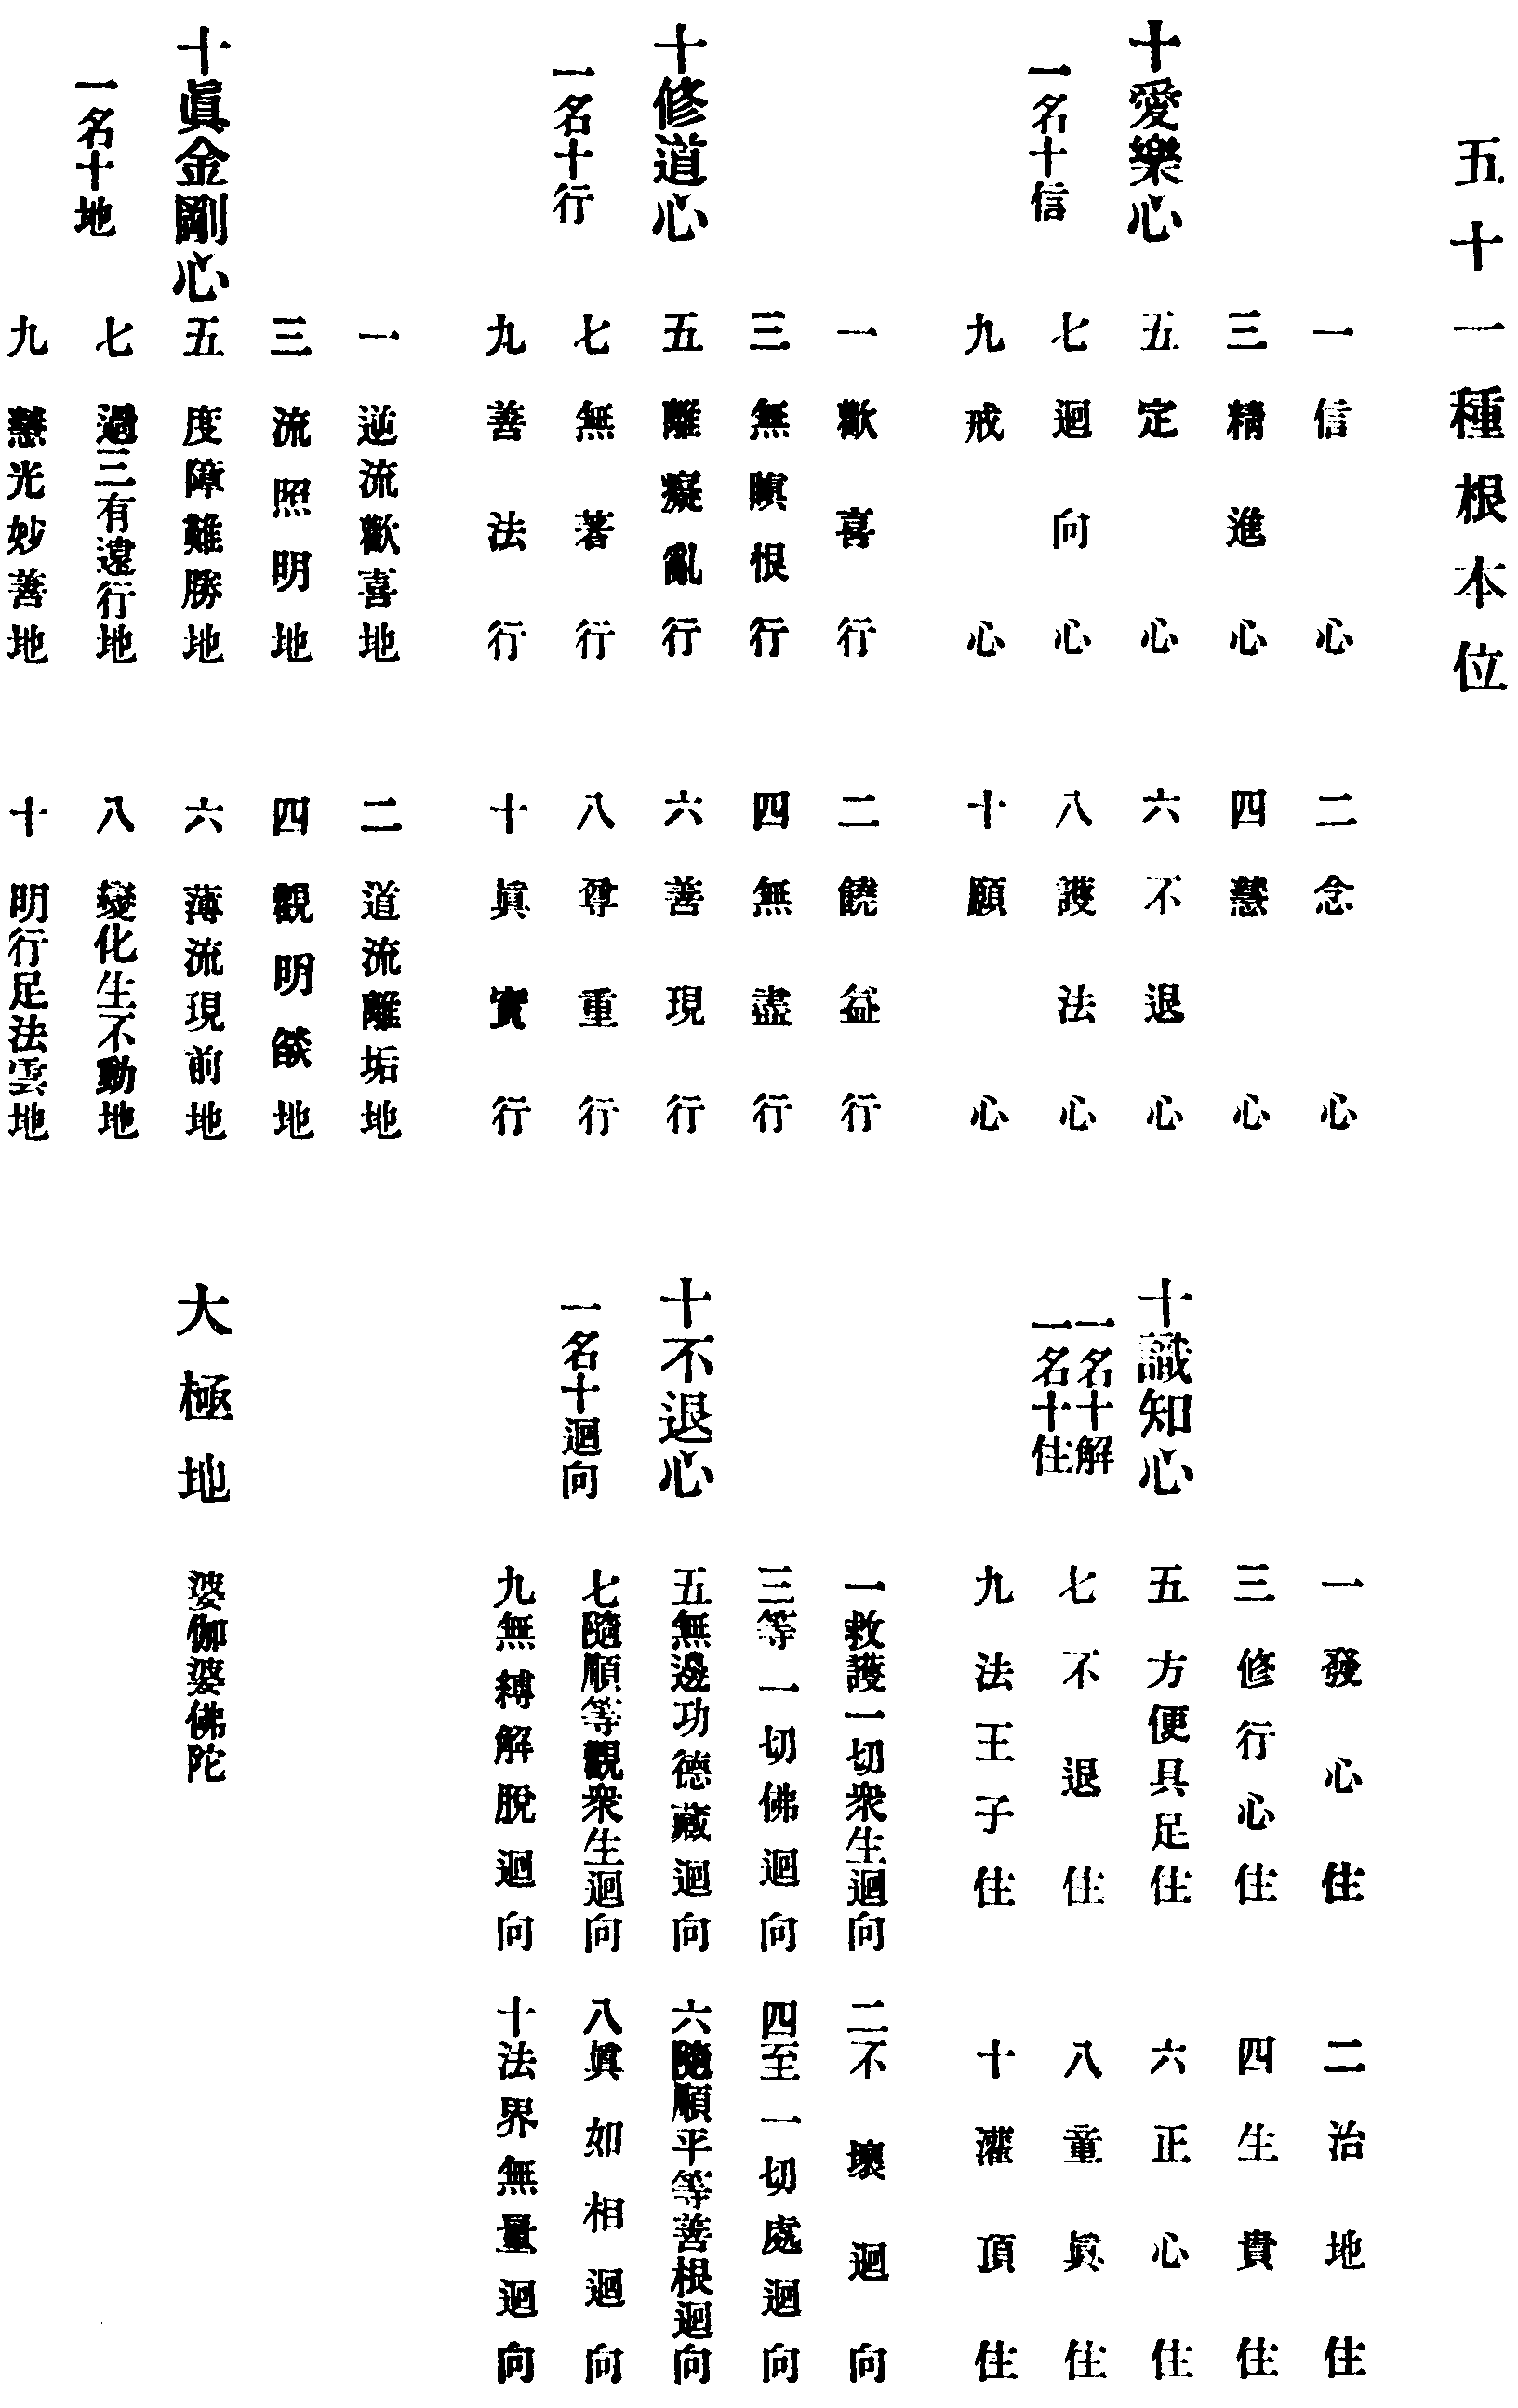 五十一種根本位
十愛樂心
一名十信
一信心
二念心
三精進心
四慧心
五定心
六不退心
七迴向心
八護法心
九戒心
十願心
十識知心
一名十解
一名十住
一發心住
二治地住
三修行心住
四生貴住
五方便具足住
六正心住
七不退住
八童眞住
九法王子住
十灌頂住
十修道心
一名十行
一歡喜行
二饒益行
三無瞋恨行
四無盡行
五離癡亂行
六善現行
七無著行
八尊重行
九善法行
十眞實行
十不退心
一名十迴向
一救護一切衆生迴向
二不壞迴向
三等一切佛迴向
四至一切處迴向
五無邊功德藏迴向
六隨順平等善根迴向
七隨順等觀衆生迴向
八眞如相迴向
九無縛解脫迴向
十法界無量迴向
十眞金剛心
一名十地
一逆流歡喜地
二道流離垢地
三流照明地
四觀明燄地
五度障難勝地
六薄流現前地
七過三有遠行地
八變化生不動地
九慧光妙善地
十明行足法雲地
大極地
婆伽婆佛陀